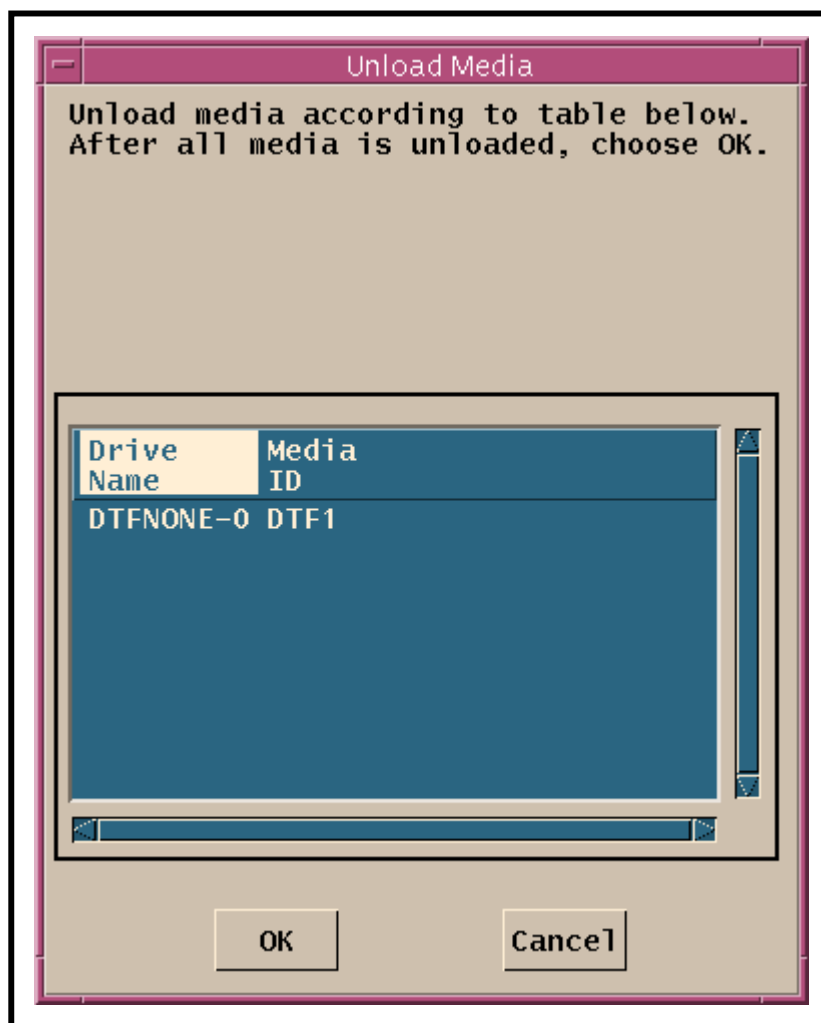 Unload Media
Unload media according to table below.
After all media is unloaded, choose OK.
Drive Media
Name ID
DTFNONE-0 DTF1
OK Cancel